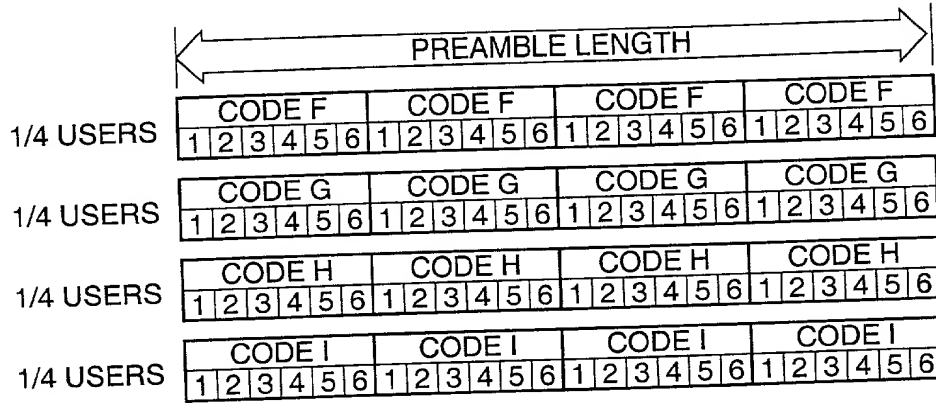 PREAMBLE LENGTH
CODE F CODE F CODE F CODE F
1/4 USERS 1 2 3 4 5 6 1 2 3 4 5 6 1 2 3 4 5 6 1 2 3 4 5 6
CODE G CODE G CODE G CODE G
1/4 USERS 1 2 3 4 5 6 1 2 3 4 5 6 1 2 3 4 5 6 1 2 3 4 5 6
CODE H CODE H CODE H CODE H
1/4 USERS 1 2 3 4 5 6 1 2 3 4 5 6 1 2 3 4 5 6 1 2 3 4 5 6
CODE I CODE I CODE I CODE I
1/4 USERS 1 2 3 4 5 6 1 2 3 4 5 6 1 2 3 4 5 6 1 2 3 4 5 6